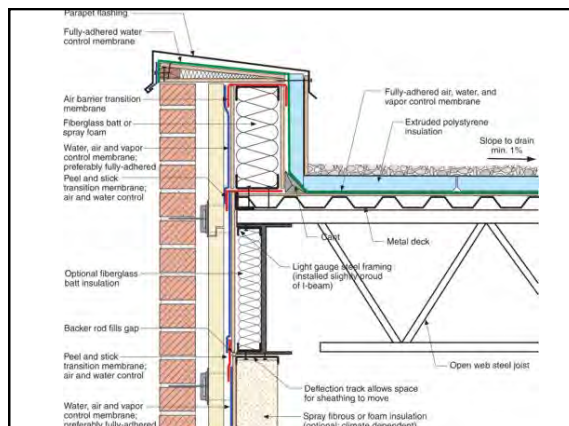 Parapet flashing
Fully-adhered water
control membrane
Air barrier transition
membrane
Fiberglass batt or
spray foam
Water, air and vapor
control membrane;
preferably fully-adhered
Peel and stick
transition membrane;
air and water control
Optional fiberglass
batt insulation
Backer rod fills gap
Peel and stick
transition membrane;
air and water control
Water, air and vapor
control membrane;
preferably fully-adhered
Fully-adhered air, water, and
vapor control membrane
Extruded polystyrene
insulation
Slope to drain
min. 1%
Cant
Metal deck
Light gauge steel framing
(installed slightly proud
of I-beam)
Open web steel joist
Deflection track allows space
for sheathing to move
Spray fibrous or foam insulation
(optional; climate dependent)